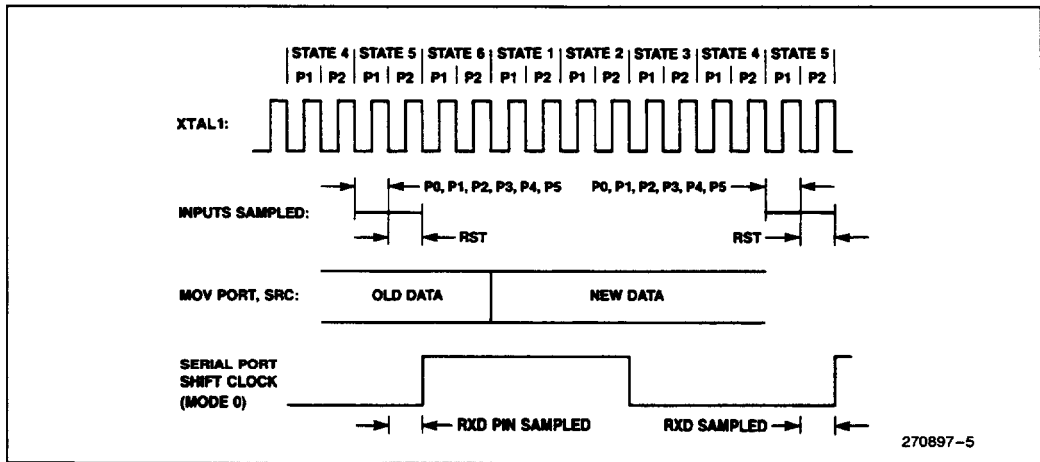 STATE 4 STATE 5 STATE 6 STATE 1 STATE 2 STATE 3 STATE 4 STATE 5
P1 P2 P1 P2 P1 P2 P1 P2 P1 P2 P1 P2 P1 P2 P1 P2
XTAL1:
P0, P1, P2, P3, P4, P5 P0, P1, P2, P3, P4, P5
INPUTS SAMPLED:
RST RST
MOV PORT, SRC: OLD DATA NEW DATA
SERIAL PORT
SHIFT CLOCK
(MODE 0)
RXD PIN SAMPLED RXD SAMPLED
270897-5